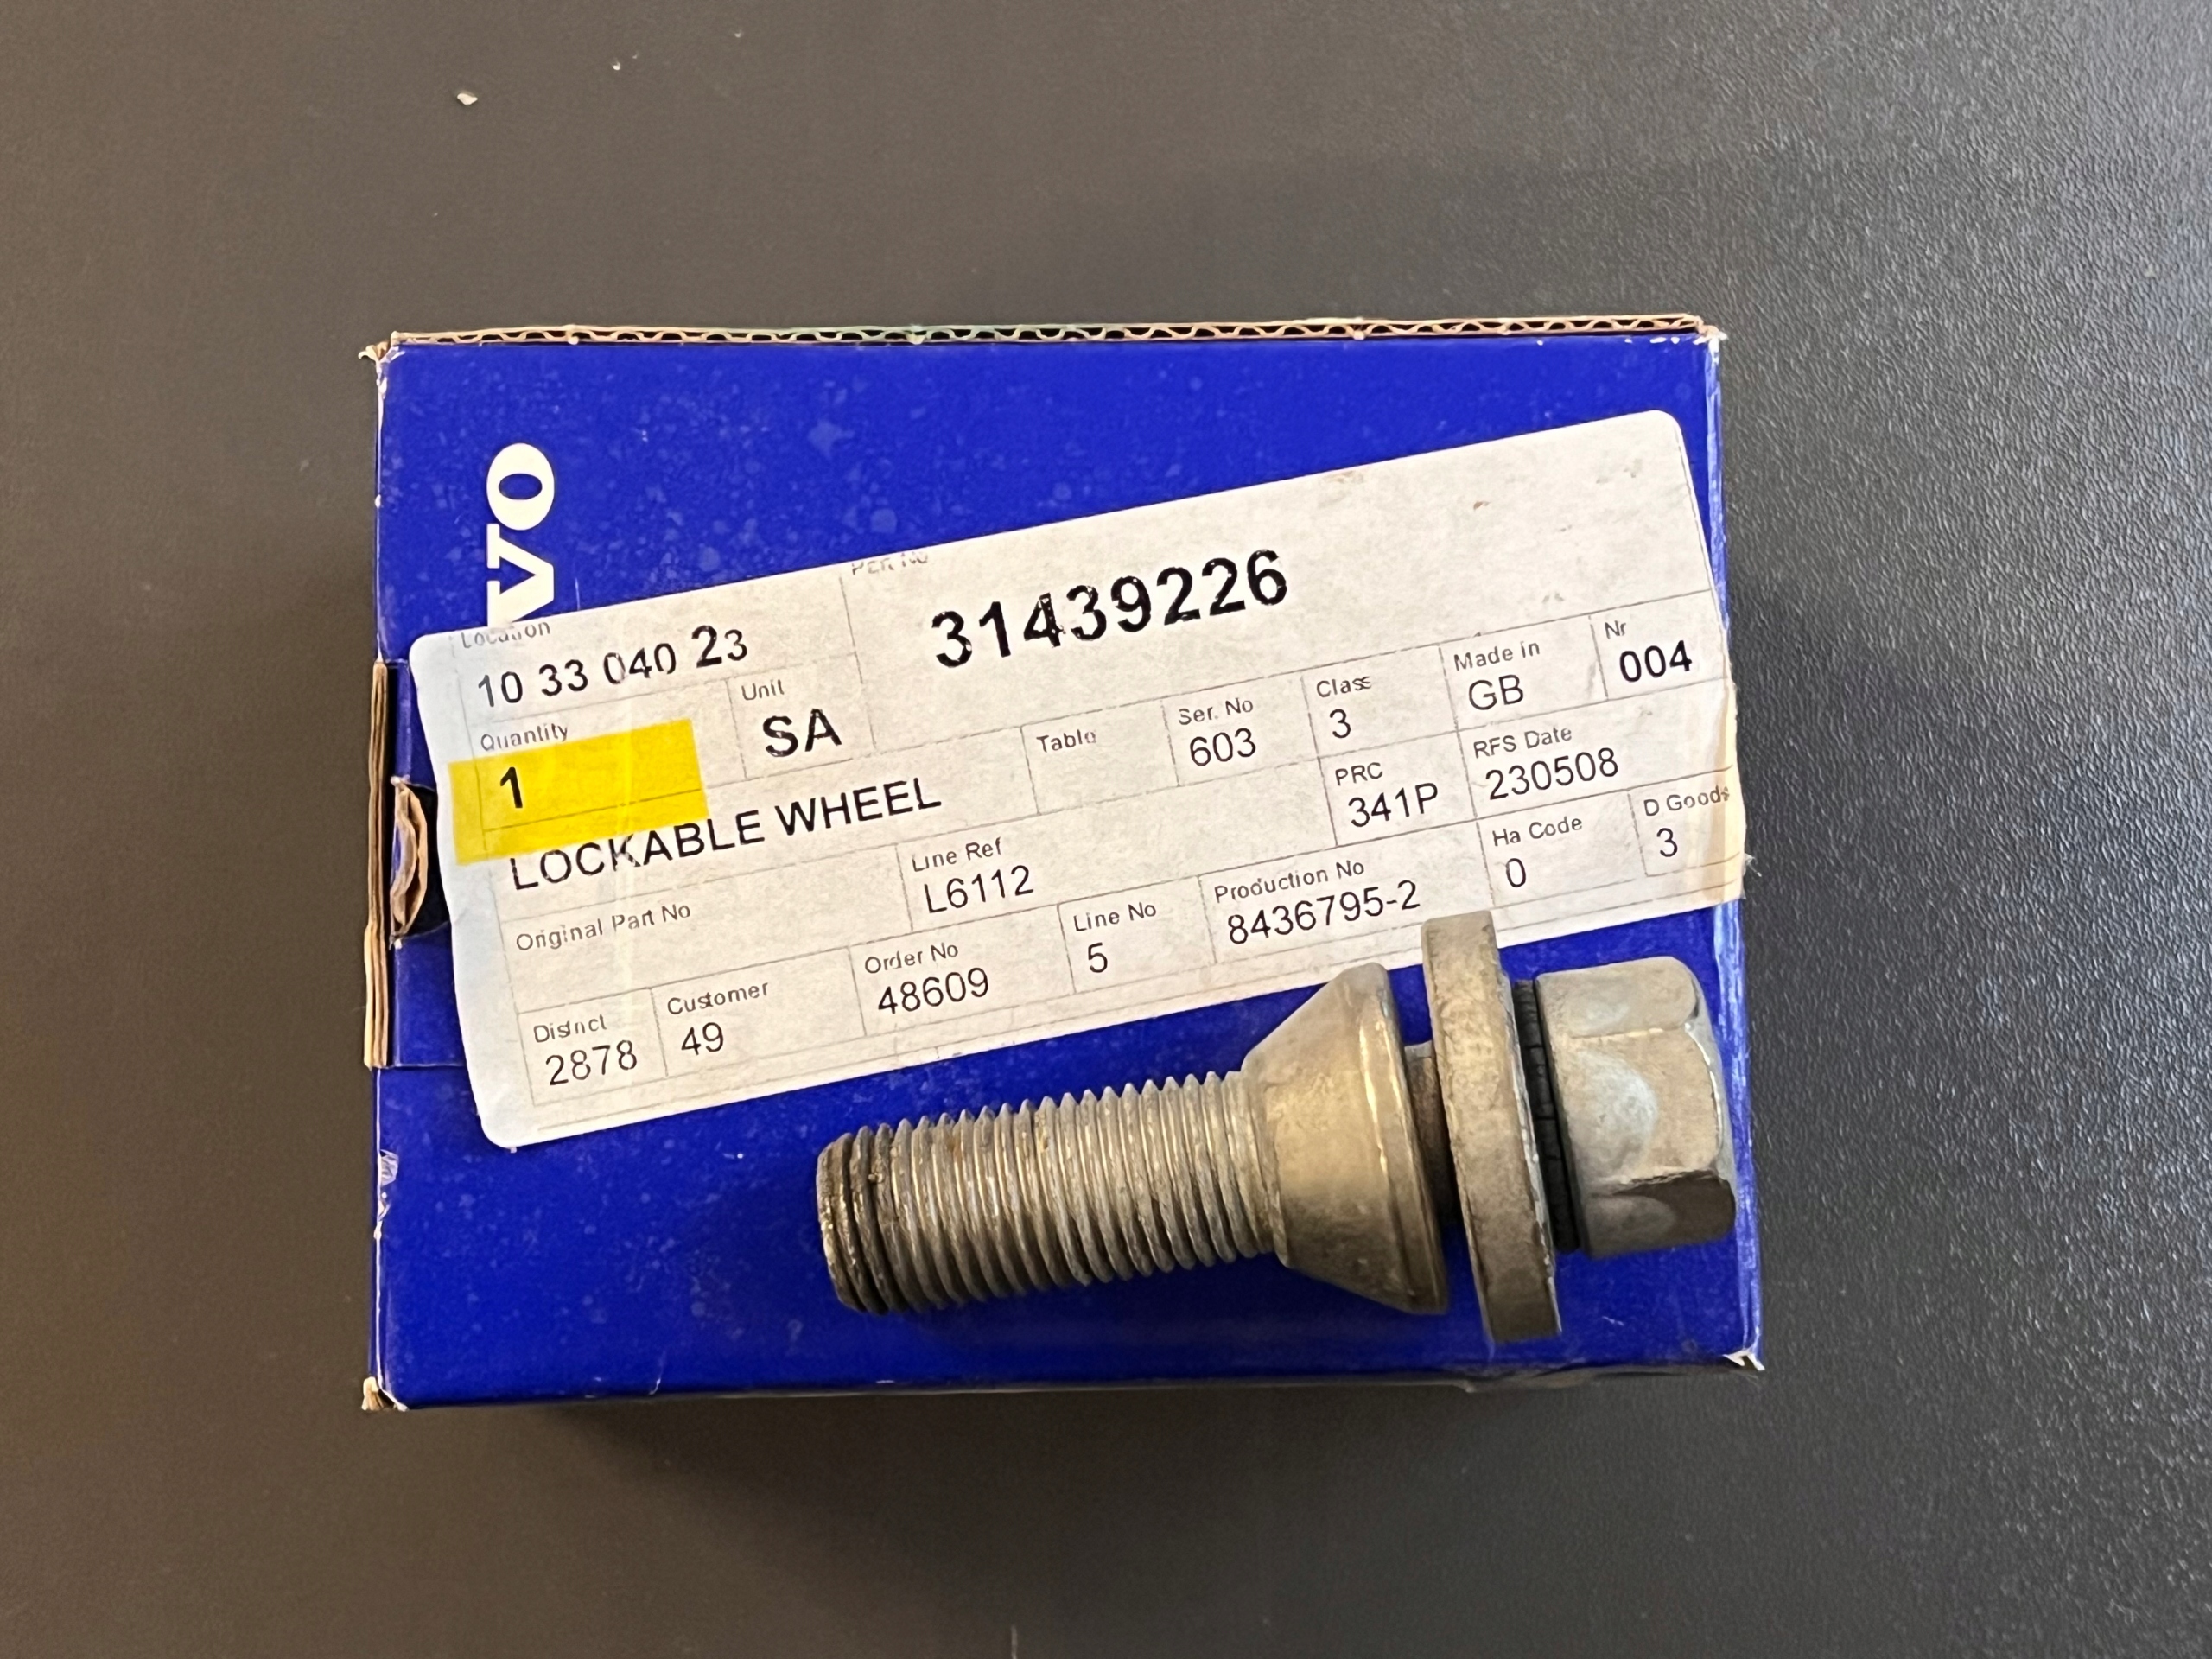 VO
Location
10 33 040 23
Part No
31439226
Quantity
1
Unit
SA
LOCKABLE WHEEL
Table
Ser. No
603
Class
3
Made in
GB
Nr
004
PRC
341P
RFS Date
230508
Original Part No
Line Ref
L6112
Production No
8436795-2
Ha Code
0
D Goods
3
District
2878
Customer
49
Order No
48609
Line No
5